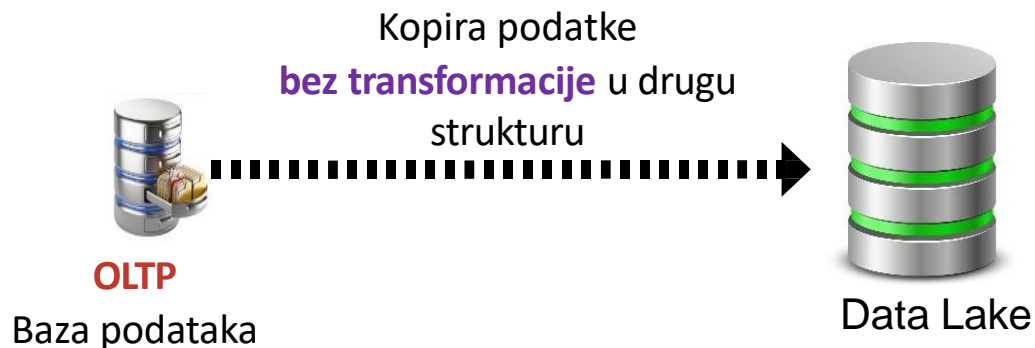 Kopira podatke
bez transformacije u drugu
strukturu
OLTP
Baza podataka
Data Lake